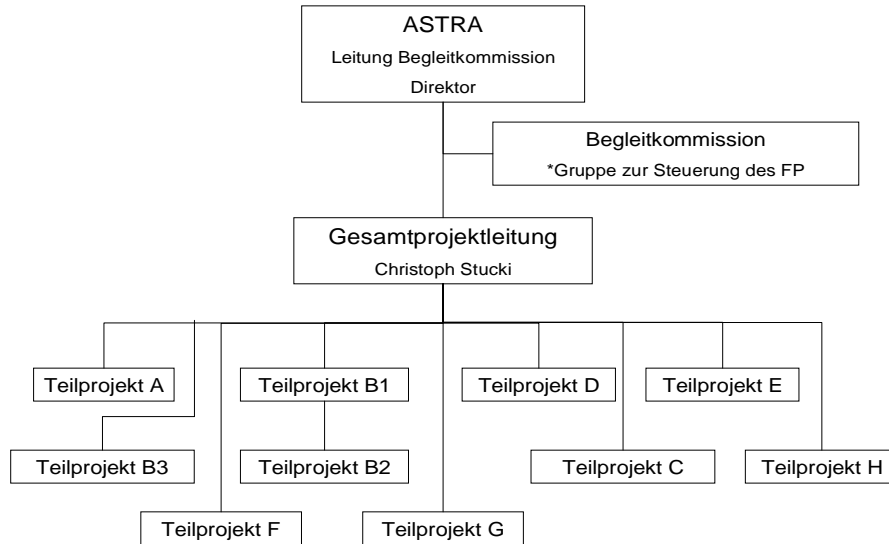 ASTRA
Leitung Begleitkommission
Direktor
Begleitkommission
*Gruppe zur Steuerung des FP
Gesamtprojektleitung
Christoph Stucki
Teilprojekt A
Teilprojekt B1
Teilprojekt D
Teilprojekt E
Teilprojekt B3
Teilprojekt B2
Teilprojekt C
Teilprojekt H
Teilprojekt F
Teilprojekt G